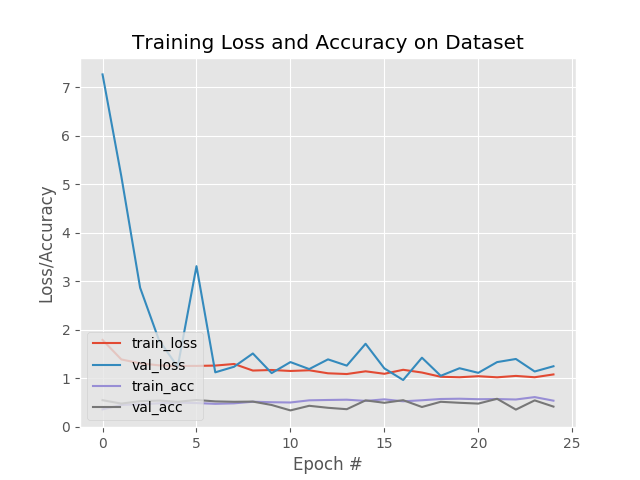 Training Loss and Accuracy on Dataset
7
6
5
4
3
2
1
0
Loss/Accuracy
train_loss
val_loss
train_acc
val_acc
0
5
10
15
20
25
Epoch #